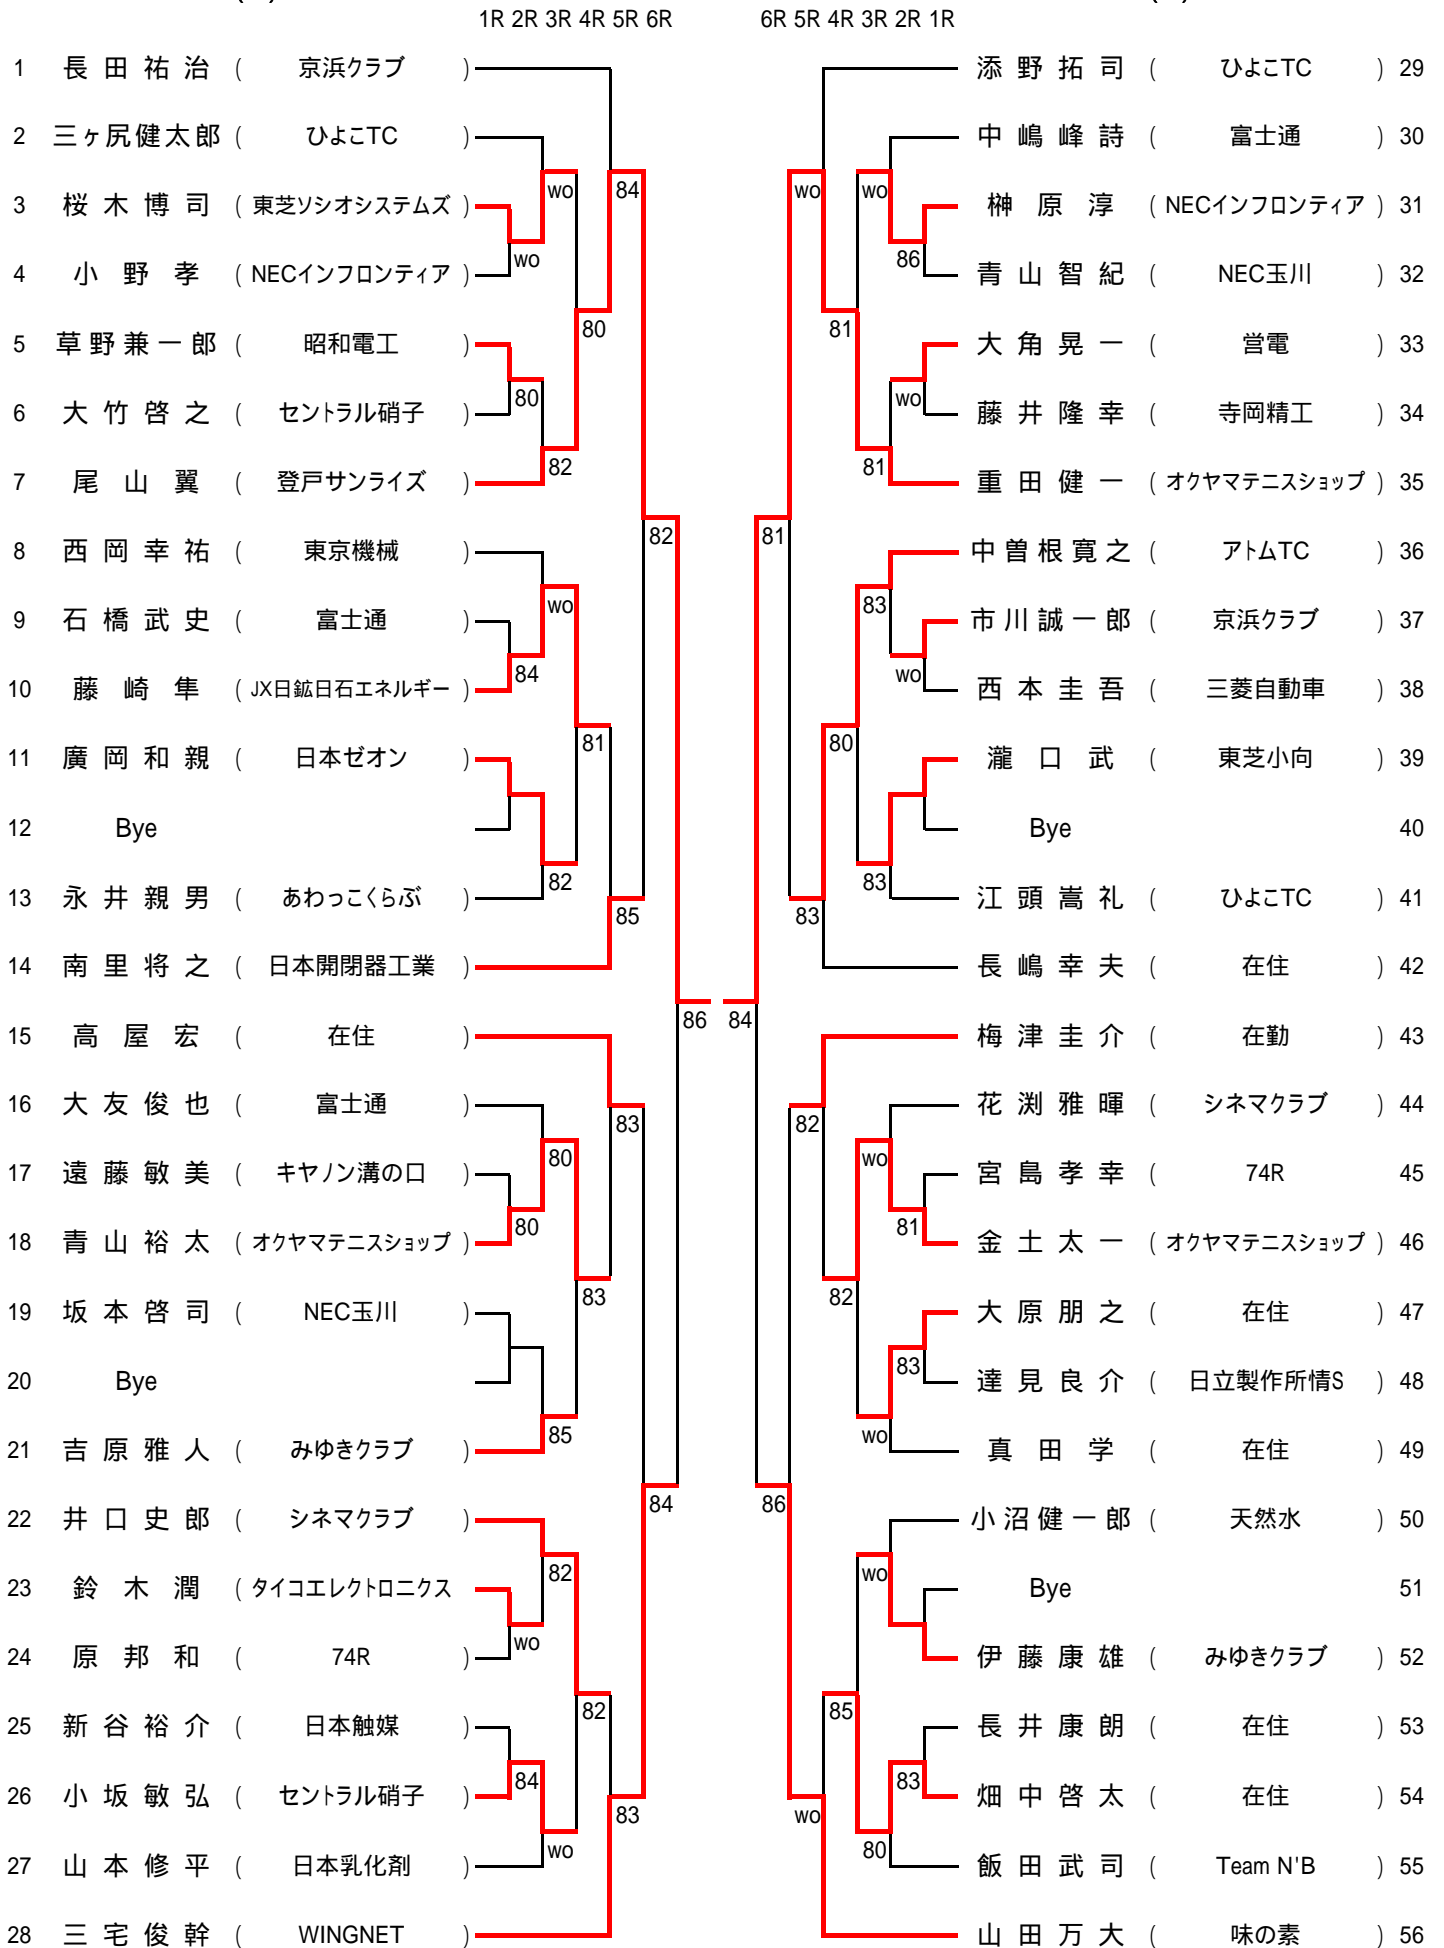 1R 2R 3R 4R 5R 6R 6R 5R 4R 3R 2R 1R
1 長田祐治 ( 京浜クラブ ) 添野拓司 ( ひよこTC ) 29
2 三ヶ尻健太郎 ( ひよこTC ) 中嶋峰詩 ( 富士通 ) 30
wo 84 wo wo
3 桜木博司 ( 東芝ソシオシステムズ ) 榊原淳 ( NECインフロンティア ) 31
wo 86
4 小野孝 ( NECインフロンティア ) 青山智紀 ( NEC玉川 ) 32
80 81
5 草野兼一郎 ( 昭和電工 ) 大角晃一 ( 営電 ) 33
80 wo
6 大竹啓之 ( セントラル硝子 ) 藤井隆幸 ( 寺岡精工 ) 34
82 81
7 尾山翼 ( 登戸サンライズ ) 重田健一 ( オクヤマテニスショップ ) 35
82 81
8 西岡幸祐 ( 東京機械 ) 中曽根寛之 ( アトムTC ) 36
wo 83
9 石橋武史 ( 富士通 ) 市川誠一郎 ( 京浜クラブ ) 37
84 wo
10 藤崎隼 ( JX日鉱日石エネルギー ) 西本圭吾 ( 三菱自動車 ) 38
81 80
11 廣岡和親 ( 日本ゼオン ) 瀧口武 ( 東芝小向 ) 39
12 Bye Bye 40
82 83
13 永井親男 ( あわっこくらぶ ) 江頭嵩礼 ( ひよこTC ) 41
85 83
14 南里将之 ( 日本開閉器工業 ) 長嶋幸夫 ( 在住 ) 42
86 84
15 高屋宏 ( 在住 ) 梅津圭介 ( 在勤 ) 43
16 大友俊也 ( 富士通 ) 花渕雅暉 ( シネマクラブ ) 44
83 82
80 wo
17 遠藤敏美 ( キヤノン溝の口 ) 宮島孝幸 ( 74R ) 45
80 81
18 青山裕太 ( オクヤマテニスショップ ) 金土太一 ( オクヤマテニスショップ ) 46
83 82
19 坂本啓司 ( NEC玉川 ) 大原朋之 ( 在住 ) 47
83
20 Bye 達見良介 ( 日立製作所情S ) 48
85 wo
21 吉原雅人 ( みゆきクラブ ) 真田学 ( 在住 ) 49
84 86
22 井口史郎 ( シネマクラブ ) 小沼健一郎 ( 天然水 ) 50
82 wo
23 鈴木潤 ( タイコエレクトロニクス Bye 51
wo
24 原邦和 ( 74R ) 伊藤康雄 ( みゆきクラブ ) 52
82 85
25 新谷裕介 ( 日本触媒 ) 長井康朗 ( 在住 ) 53
84 83
26 小坂敏弘 ( セントラル硝子 ) 畑中啓太 ( 在住 ) 54
83 wo
wo 80
27 山本修平 ( 日本乳化剤 ) 飯田武司 ( Team N'B ) 55
28 三宅俊幹 ( WINGNET ) 山田万大 ( 味の素 ) 56